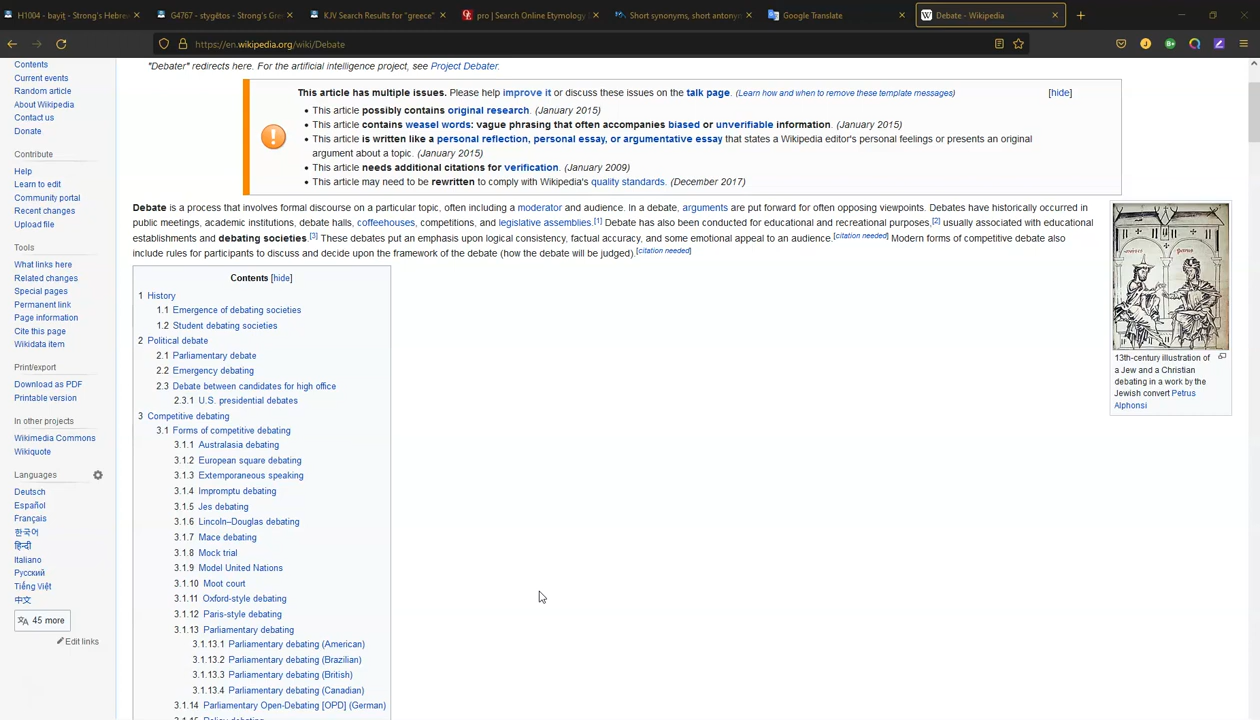 H1004 - bayiṯ - Strong's Hebre
G4767 - stygētos - Strong's Gre
KJV Search Results for "greece"
pro | Search Online Etymology
Short synonyms, short antonym
Google Translate
Debate - Wikipedia
https://en.wikipedia.org/wiki/Debate
"Debater" redirects here. For the artificial intelligence project, see Project Debater.
This article has multiple issues. Please help improve it or discuss these issues on the talk page. (Learn how and when to remove these template messages) [hide]
• This article possibly contains original research. (January 2015)
• This article contains weasel words: vague phrasing that often accompanies biased or unverifiable information. (January 2015)
• This article is written like a personal reflection, personal essay, or argumentative essay that states a Wikipedia editor's personal feelings or presents an original
argument about a topic. (January 2015)
• This article needs additional citations for verification. (January 2009)
• This article may need to be rewritten to comply with Wikipedia's quality standards. (December 2017)
Debate is a process that involves formal discourse on a particular topic, often including a moderator and audience. In a debate, arguments are put forward for often opposing viewpoints. Debates have historically occurred in
public meetings, academic institutions, debate halls, coffeehouses, competitions, and legislative assemblies.[1] Debate has also been conducted for educational and recreational purposes,[2] usually associated with educational
establishments and debating societies.[3] These debates put an emphasis upon logical consistency, factual accuracy, and some emotional appeal to an audience.[citation needed] Modern forms of competitive debate also
include rules for participants to discuss and decide upon the framework of the debate (how the debate will be judged).[citation needed]
Contents [hide]
1 History
1.1 Emergence of debating societies
1.2 Student debating societies
2 Political debate
2.1 Parliamentary debate
2.2 Emergency debating
2.3 Debate between candidates for high office
2.3.1 U.S. presidential debates
3 Competitive debating
3.1 Forms of competitive debating
3.1.1 Australasia debating
3.1.2 European square debating
3.1.3 Extemporaneous speaking
3.1.4 Impromptu debating
3.1.5 Jes debating
3.1.6 Lincoln–Douglas debating
3.1.7 Mace debating
3.1.8 Mock trial
3.1.9 Model United Nations
3.1.10 Moot court
3.1.11 Oxford-style debating
3.1.12 Paris-style debating
3.1.13 Parliamentary debating
3.1.13.1 Parliamentary debating (American)
3.1.13.2 Parliamentary debating (Brazilian)
3.1.13.3 Parliamentary debating (British)
3.1.13.4 Parliamentary debating (Canadian)
3.1.14 Parliamentary Open-Debating [OPD] (German)
13th-century illustration of
a Jew and a Christian
debating in a work by the
Jewish convert Petrus
Alphonsi
Contents
Current events
Random article
About Wikipedia
Contact us
Donate
Contribute
Help
Learn to edit
Community portal
Recent changes
Upload file
Tools
What links here
Related changes
Special pages
Permanent link
Page information
Cite this page
Wikidata item
Print/export
Download as PDF
Printable version
In other projects
Wikimedia Commons
Wikiquote
Languages
Deutsch
Español
Français
한국어
हिन्दी
Italiano
Русский
Tiếng Việt
中文
45 more
Edit links